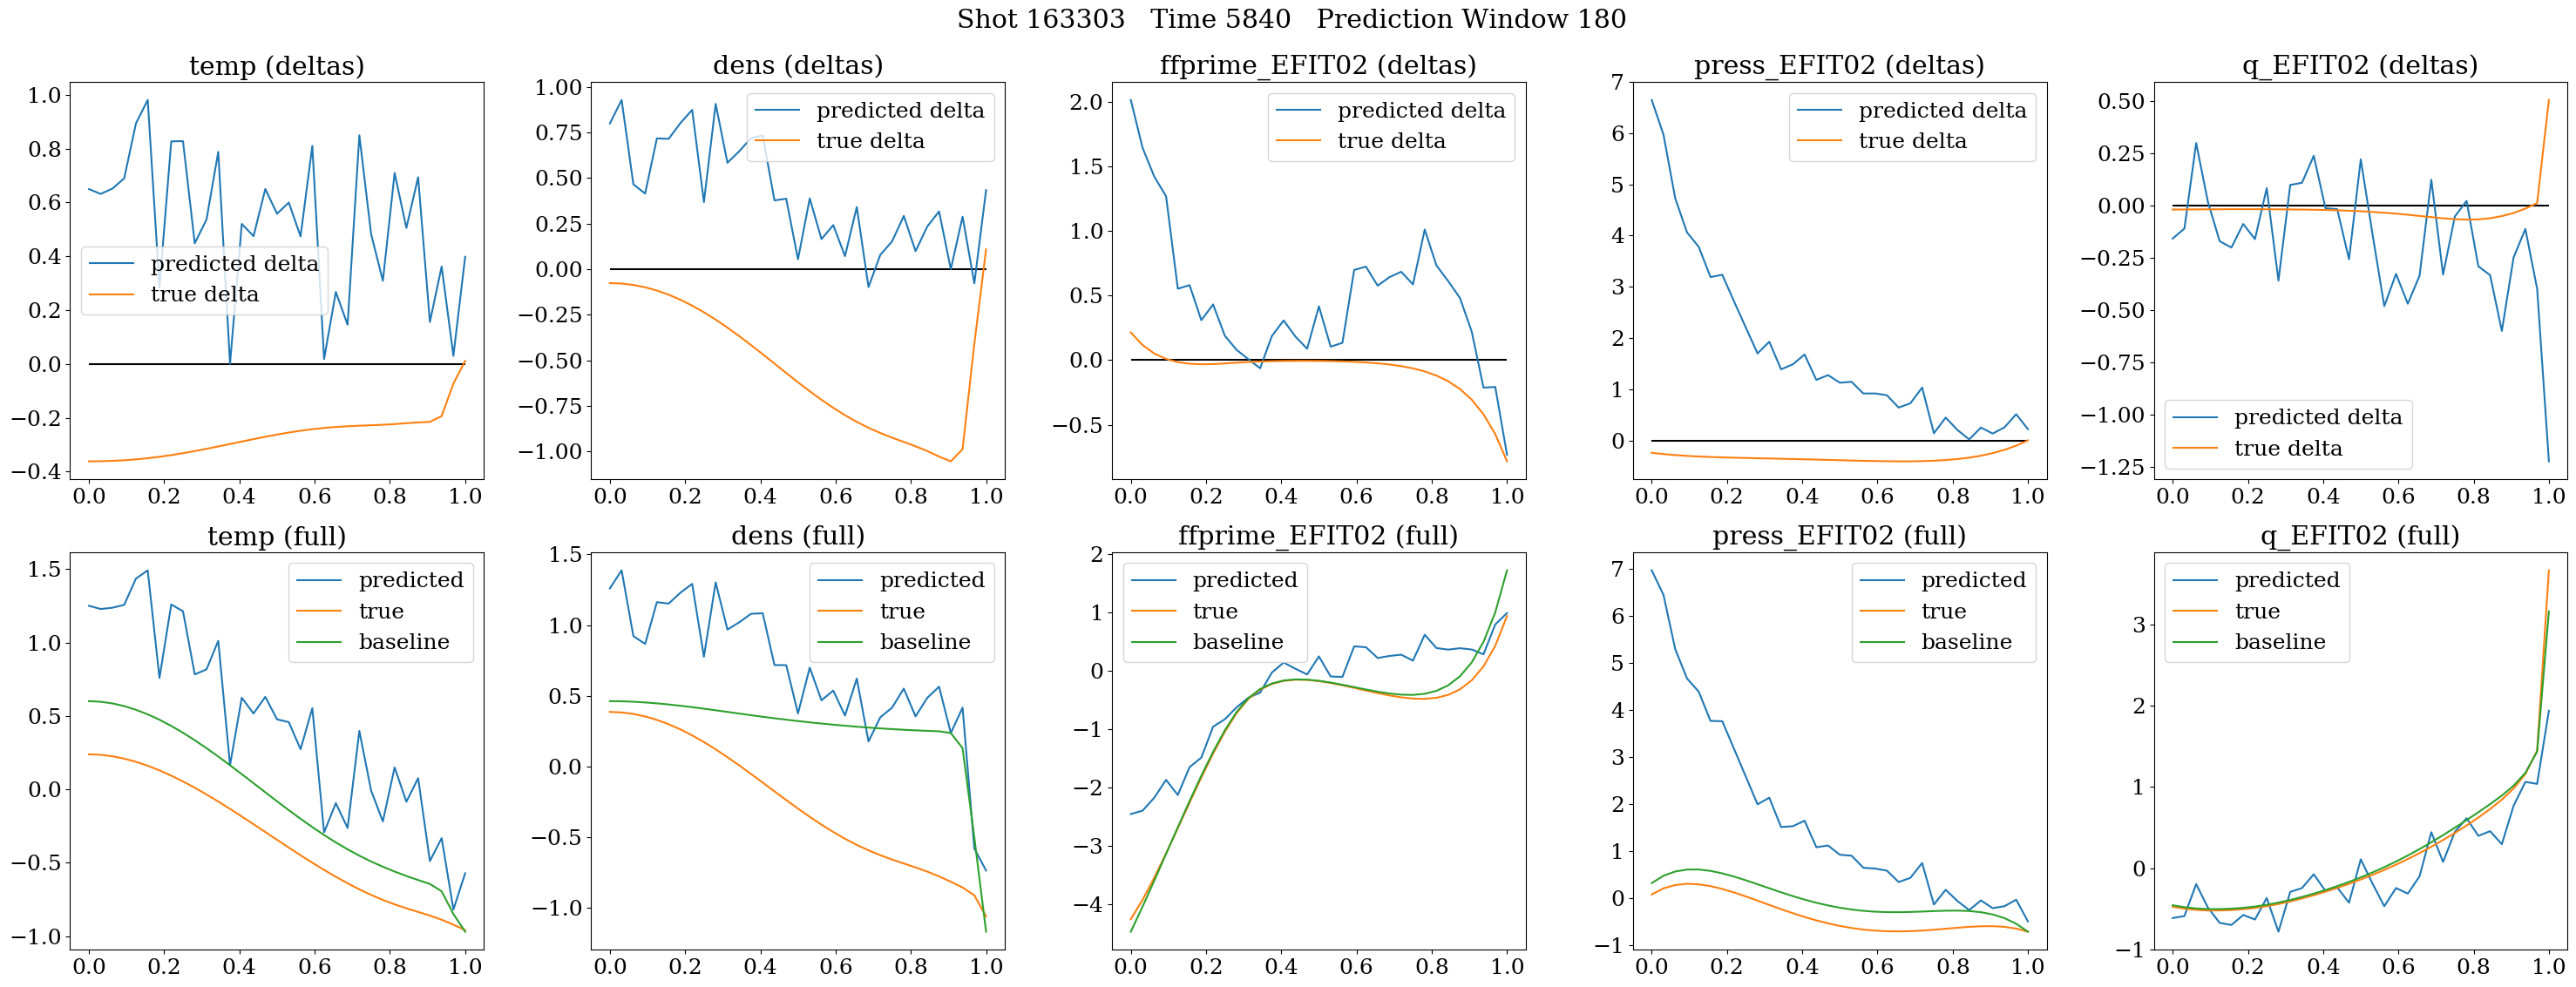 Shot 163303   Time 5840   Prediction Window 180
temp (deltas)
1.0
0.8
0.6
0.4
0.2
0.0
−0.2
−0.4
predicted delta
true delta
0.0 0.2 0.4 0.6 0.8 1.0
dens (deltas)
1.00
0.75
0.50
0.25
0.00
−0.25
−0.50
−0.75
−1.00
predicted delta
true delta
0.0 0.2 0.4 0.6 0.8 1.0
ffprime_EFIT02 (deltas)
2.0
1.5
1.0
0.5
0.0
−0.5
predicted delta
true delta
0.0 0.2 0.4 0.6 0.8 1.0
press_EFIT02 (deltas)
7
6
5
4
3
2
1
0
predicted delta
true delta
0.0 0.2 0.4 0.6 0.8 1.0
q_EFIT02 (deltas)
0.50
0.25
0.00
−0.25
−0.50
−0.75
−1.00
−1.25
predicted delta
true delta
0.0 0.2 0.4 0.6 0.8 1.0
temp (full)
1.5
1.0
0.5
0.0
−0.5
−1.0
predicted
true
baseline
0.0 0.2 0.4 0.6 0.8 1.0
dens (full)
1.5
1.0
0.5
0.0
−0.5
−1.0
predicted
true
baseline
0.0 0.2 0.4 0.6 0.8 1.0
ffprime_EFIT02 (full)
2
1
0
−1
−2
−3
−4
predicted
true
baseline
0.0 0.2 0.4 0.6 0.8 1.0
press_EFIT02 (full)
7
6
5
4
3
2
1
0
−1
predicted
true
baseline
0.0 0.2 0.4 0.6 0.8 1.0
q_EFIT02 (full)
3
2
1
0
−1
predicted
true
baseline
0.0 0.2 0.4 0.6 0.8 1.0